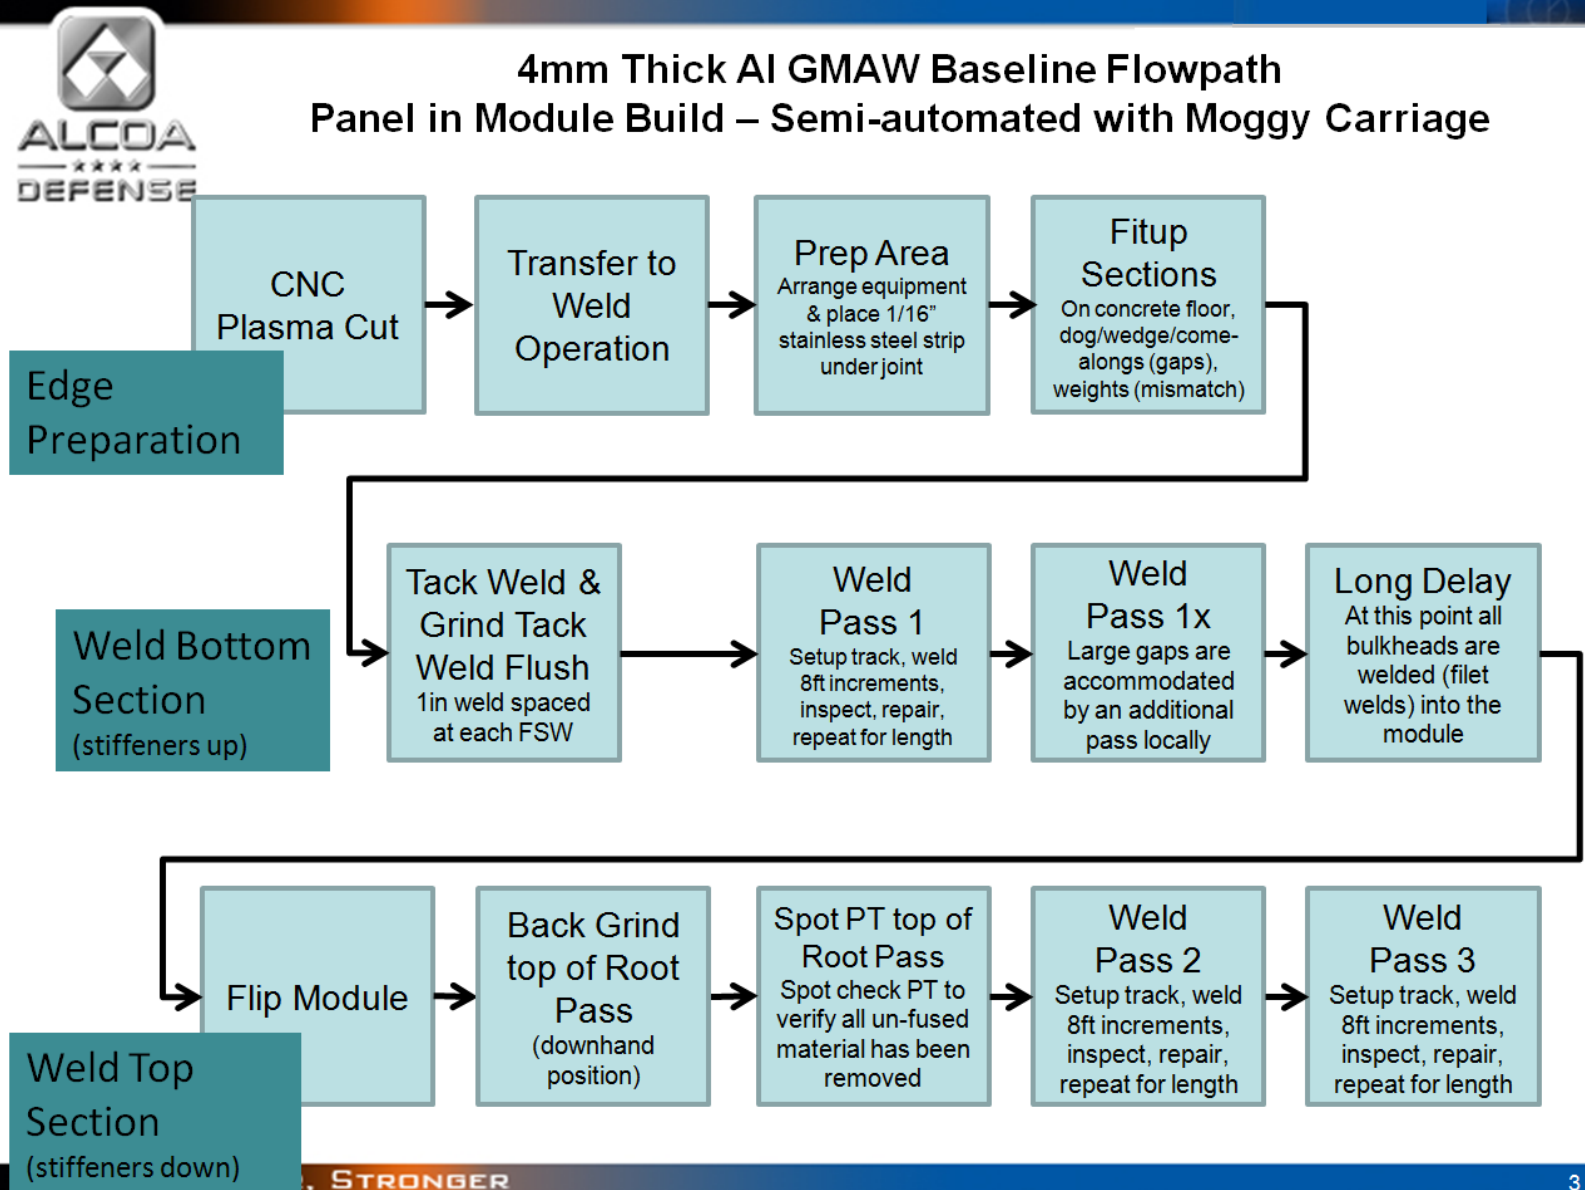 ALCOA
DEFENSE
4mm Thick Al GMAW Baseline Flowpath
Panel in Module Build – Semi-automated with Moggy Carriage
CNC
Plasma Cut
Transfer to
Weld
Operation
Prep Area
Arrange equipment
& place 1/16”
stainless steel strip
under joint
Fitup
Sections
On concrete floor,
dog/wedge/come-
alongs (gaps),
weights (mismatch)
Edge
Preparation
Weld Bottom
Section
(stiffeners up)
Tack Weld &
Grind Tack
Weld Flush
1in weld spaced
at each FSW
Weld
Pass 1
Setup track, weld
8ft increments,
inspect, repair,
repeat for length
Weld
Pass 1x
Large gaps are
accommodated
by an additional
pass locally
Long Delay
At this point all
bulkheads are
welded (filet
welds) into the
module
Flip Module
Back Grind
top of Root
Pass
(downhand
position)
Spot PT top of
Root Pass
Spot check PT to
verify all un-fused
material has been
removed
Weld
Pass 2
Setup track, weld
8ft increments,
inspect, repair,
repeat for length
Weld
Pass 3
Setup track, weld
8ft increments,
inspect, repair,
repeat for length
Weld Top
Section
(stiffeners down)
STRONGER
3